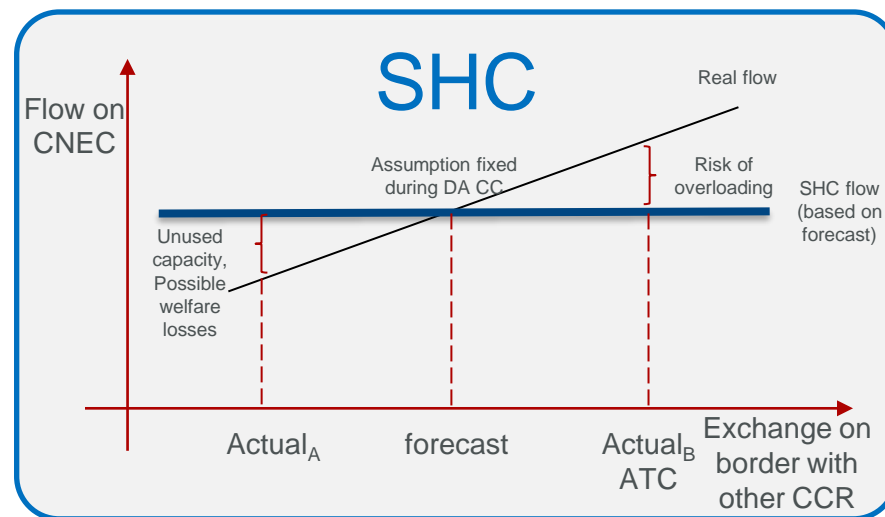 SHC
Flow on
CNEC
Real flow
Assumption fixed
during DA CC
Risk of
overloading
SHC flow
(based on
forecast)
Unused
capacity,
Possible
welfare
losses
Actual_A
forecast
Actual_B
ATC
Exchange on
border with
other CCR